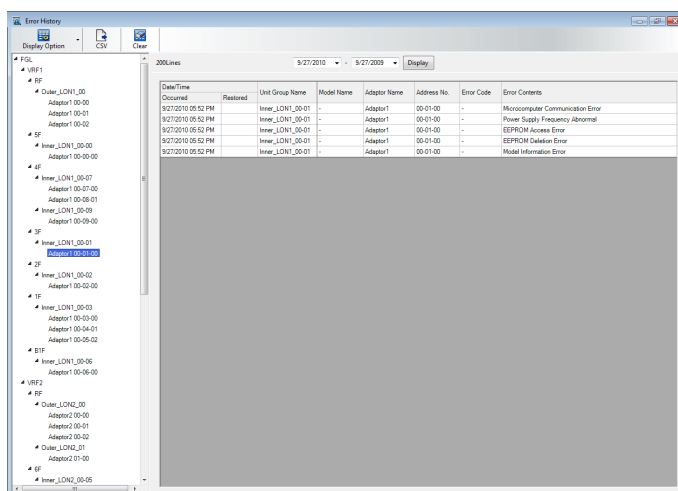 Error History
Display Option
CSV
Clear
FGL
VRF1
RF
Outer_LON1_00
Adaptor1 00-00
Adaptor1 00-01
Adaptor1 00-02
5F
Inner_LON1_00-00
Adaptor1 00-00-00
4F
Inner_LON1_00-07
Adaptor1 00-07-00
Adaptor1 00-08-01
Inner_LON1_00-09
Adaptor1 00-09-00
3F
Inner_LON1_00-01
Adaptor1 00-01-00
2F
Inner_LON1_00-02
Adaptor1 00-02-00
1F
Inner_LON1_00-03
Adaptor1 00-03-00
Adaptor1 00-04-01
Adaptor1 00-05-02
B1F
Inner_LON1_00-06
Adaptor1 00-06-00
VRF2
RF
Outer_LON2_00
Adaptor2 00-00
Adaptor2 00-01
Adaptor2 00-02
Outer_LON2_01
Adaptor2 01-00
6F
Inner_LON2_00-05
200Lines 9/27/2010 - 9/27/2009 Display
Date/Time Unit Group Name Model Name Adaptor Name Address No. Error Code Error Contents
Occurred Restored
9/27/2010 05:52 PM Inner_LON1_00-01 - Adaptor1 00-01-00 - Microcomputer Communication Error
9/27/2010 05:52 PM Inner_LON1_00-01 - Adaptor1 00-01-00 - Power Supply Frequency Abnormal
9/27/2010 05:52 PM Inner_LON1_00-01 - Adaptor1 00-01-00 - EEPROM Access Error
9/27/2010 05:52 PM Inner_LON1_00-01 - Adaptor1 00-01-00 - EEPROM Deletion Error
9/27/2010 05:52 PM Inner_LON1_00-01 - Adaptor1 00-01-00 - Model Information Error